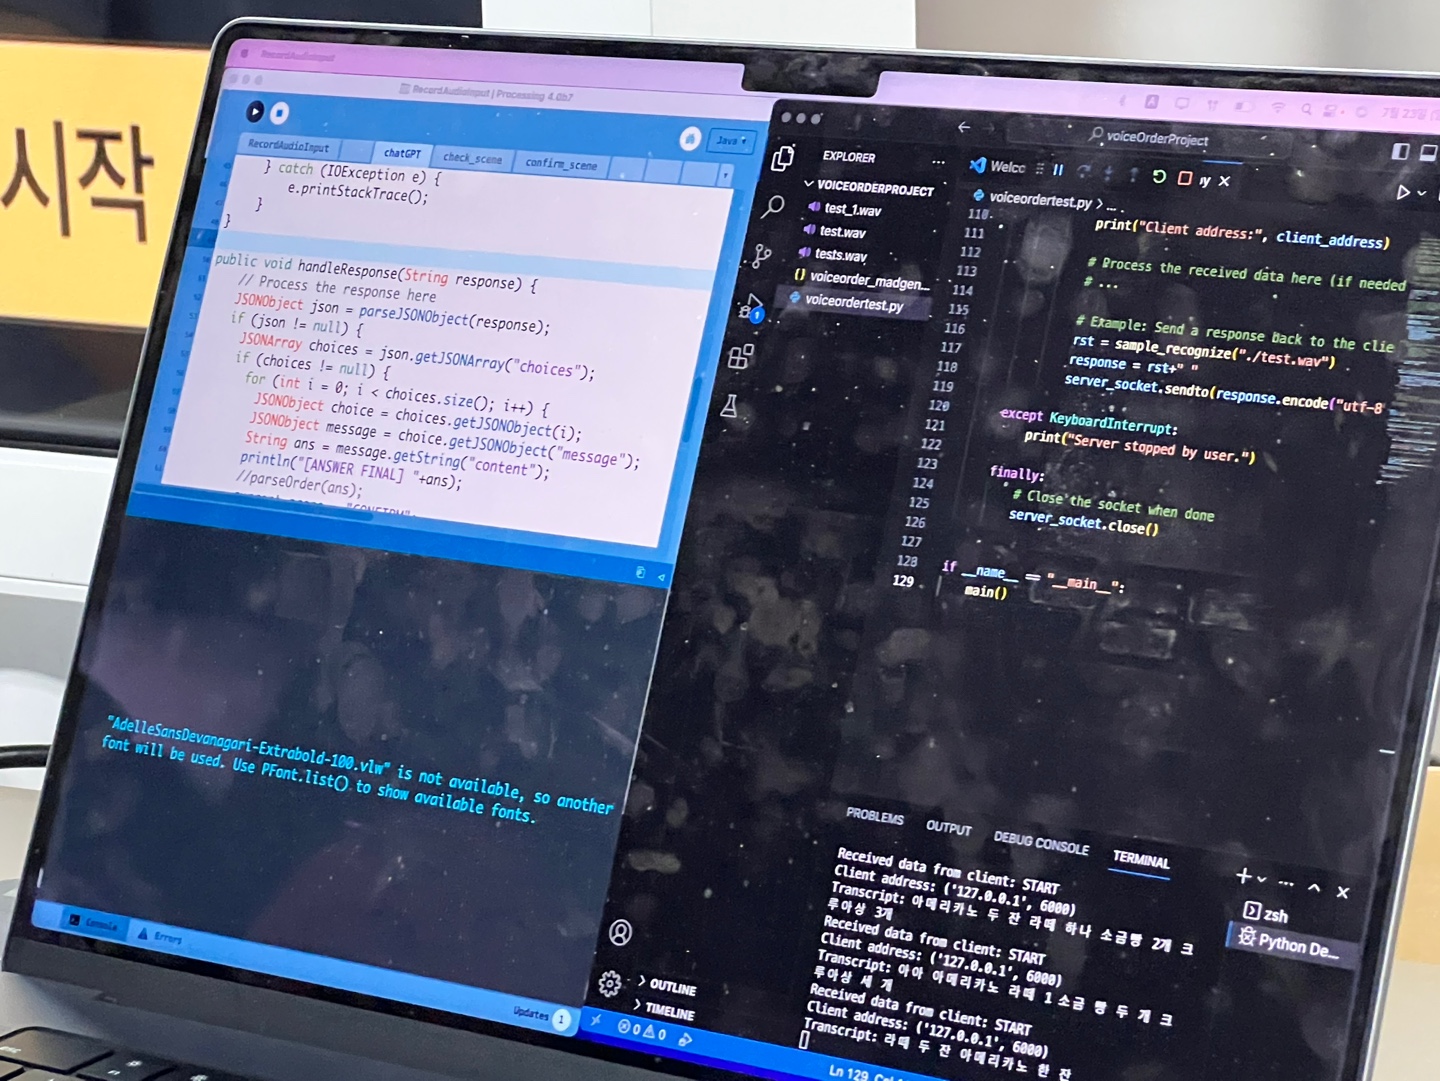 시작
RecordAudioInput
RecordAudioInput | Processing 4.0b7
Java
RecordAudioInput
chatGPT
check_scene
confirm_scene
} catch (IOException e) {
e.printStackTrace();
}
}
public void handleResponse(String response) {
// Process the response here
JSONObject json = parseJSONObject(response);
if (json != null) {
JSONArray choices = json.getJSONArray("choices");
if (choices != null) {
for (int i = 0; i < choices.size(); i++) {
JSONObject choice = choices.getJSONObject(i);
JSONObject message = choice.getJSONObject("message");
String ans = message.getString("content");
println("[ANSWER FINAL] "+ans);
//parseOrder(ans);
"AdelleSansDevanagari-Extrabold-100.vlw" is not available, so another
font will be used. Use PFont.list() to show available fonts.
Console
Errors
Updates 1
voiceOrderProject
7월 23일
EXPLORER
VOICEORDERPROJECT
test_1.wav
test.wav
tests.wav
{} voiceorder_madgen...
voiceordertest.py
1
OUTLINE
TIMELINE
Welcc
ıy
voiceordertest.py > ...
110 print("Client address:", client_address)
111
112 # Process the received data here (if needed
113 # ...
114
115 # Example: Send a response back to the clie
116 rst = sample_recognize("./test.wav")
117 response = rst+" "
118 server_socket.sendto(response.encode("utf-8
119
120 except KeyboardInterrupt:
121 print("Server stopped by user.")
122
123 finally:
124 # Close the socket when done
125 server_socket.close()
126
127
128 if __name__ == "__main__":
129 main()
PROBLEMS OUTPUT DEBUG CONSOLE TERMINAL
Received data from client: START
Client address: ('127.0.0.1', 6000)
Transcript: 아메리카노 두 잔 라떼 하나 소금빵 2개 크
루아상 3개
Received data from client: START
Client address: ('127.0.0.1', 6000)
Transcript: 아아 아메리카노 라떼 1 소금 빵 두 개 크
루아상 세 개
Received data from client: START
Client address: ('127.0.0.1', 6000)
Transcript: 라떼 두 잔 아메리카노 한 잔
zsh
Python De...
0 0
Ln 129, Col